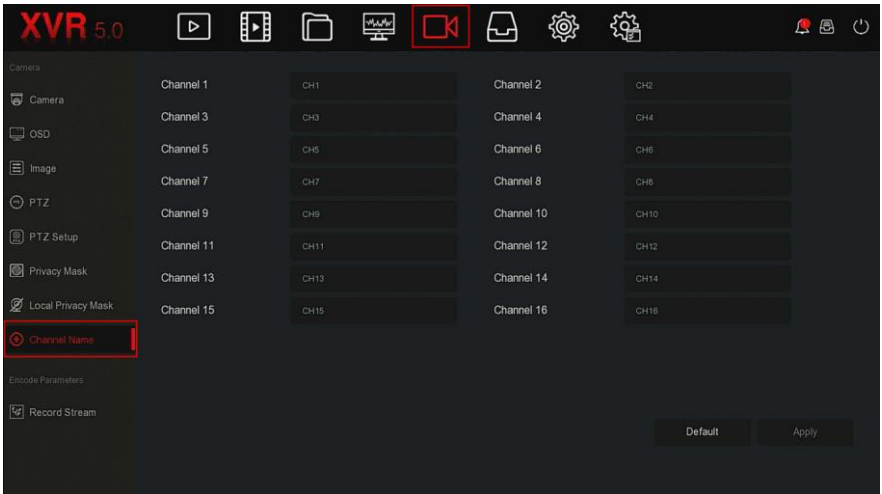 XVR 5.0
Camera
Camera
OSD
Image
PTZ
PTZ Setup
Privacy Mask
Local Privacy Mask
Channel Name
Encode Parameters
Record Stream
Channel 1 CH1 Channel 2 CH2
Channel 3 CH3 Channel 4 CH4
Channel 5 CH5 Channel 6 CH6
Channel 7 CH7 Channel 8 CH8
Channel 9 CH9 Channel 10 CH10
Channel 11 CH11 Channel 12 CH12
Channel 13 CH13 Channel 14 CH14
Channel 15 CH15 Channel 16 CH16
Default Apply